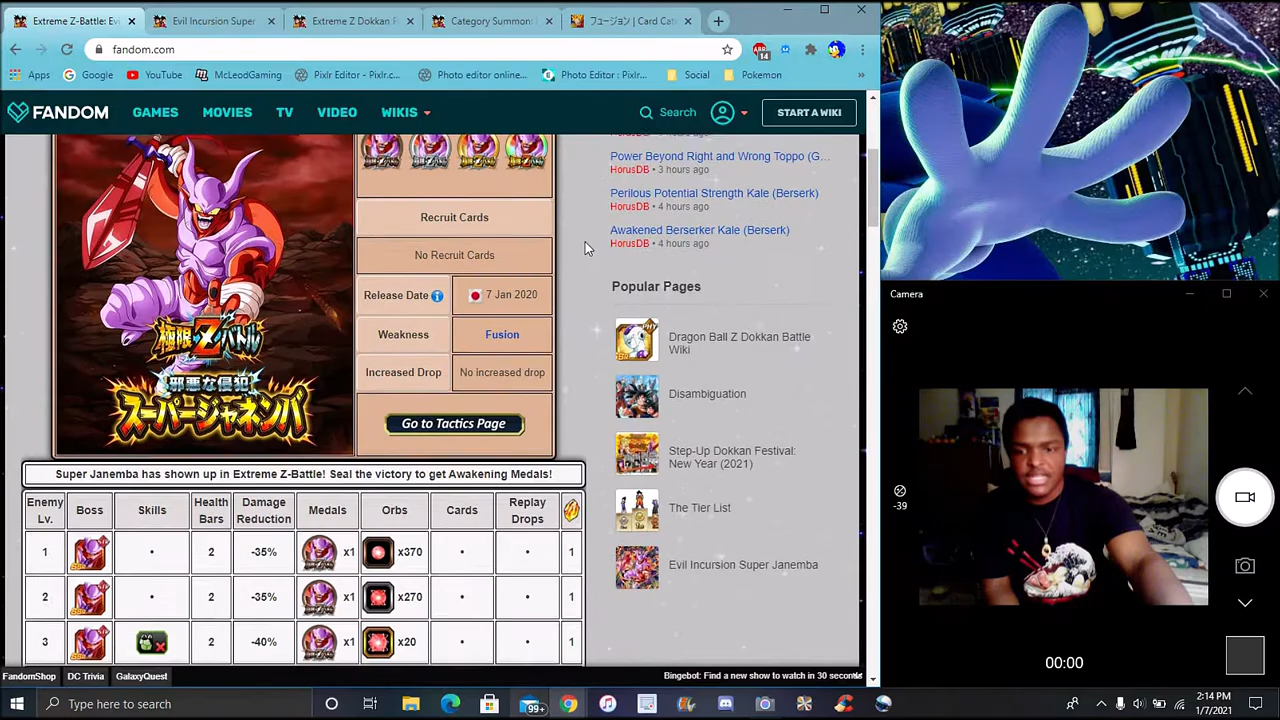 Extreme Z-Battle: Evi
Evil Incursion Super
Extreme Z Dokkan F
Category Summons:
フュージョン | Card Cate
fandom.com
14
Apps
Google
YouTube
McLeodGaming
Pixlr Editor - Pixlr.c...
Photo editor online...
Photo Editor : Pixlr...
Social
Pokemon
»
FANDOM
GAMES
MOVIES
TV
VIDEO
WIKIS
Search
START A WIKI
極限Zバトル
邪悪な侵犯
スーパージャネンバ
Recruit Cards
No Recruit Cards
Release Date
7 Jan 2020
Weakness
Fusion
Increased Drop
No increased drop
Go to Tactics Page
Power Beyond Right and Wrong Toppo (G...
HorusDB • 3 hours ago
Perilous Potential Strength Kale (Berserk)
HorusDB • 4 hours ago
Awakened Berserker Kale (Berserk)
HorusDB • 4 hours ago
Popular Pages
PHY
Dragon Ball Z Dokkan Battle
Wiki
Disambiguation
Step-Up Dokkan Festival:
New Year (2021)
The Tier List
Evil Incursion Super Janemba
Super Janemba has shown up in Extreme Z-Battle! Seal the victory to get Awakening Medals!
Enemy Lv. Boss Skills Health Bars Damage Reduction Medals Orbs Cards Replay Drops
1 • 2 -35% x1 x370 • • 1
2 • 2 -35% x1 x270 • • 1
3 2 -40% x1 x20 • • 1
FandomShop
DC Trivia
GalaxyQuest
Bingebot: Find a new show to watch in 30 seconds
Camera
-39
00:00
Type here to search
99+
2:14 PM
1/7/2021